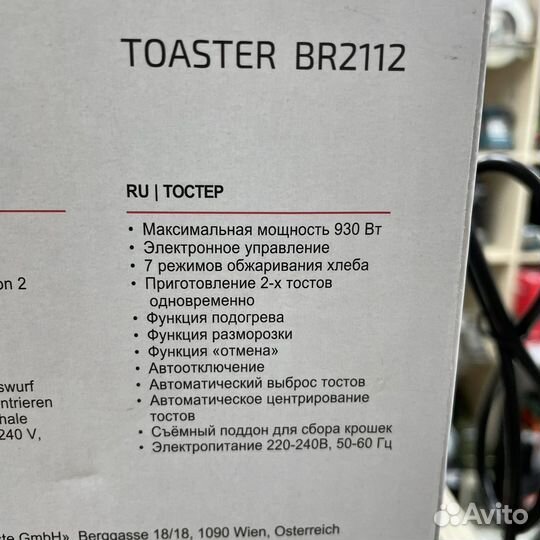 TOASTER BR2112
RU | ТОСТЕР
• Максимальная мощность 930 Вт
• Электронное управление
• 7 режимов обжаривания хлеба
• Приготовление 2-х тостов
одновременно
• Функция подогрева
• Функция разморозки
• Функция «отмена»
• Автоотключение
• Автоматический выброс тостов
• Автоматическое центрирование
тостов
• Съёмный поддон для сбора крошек
• Электропитание 220-240В, 50-60 Гц
on 2
swurf
ntrieren
hale
240 V,
te GmbH», Berggasse 18/18, 1090 Wien, Österreich
Avito